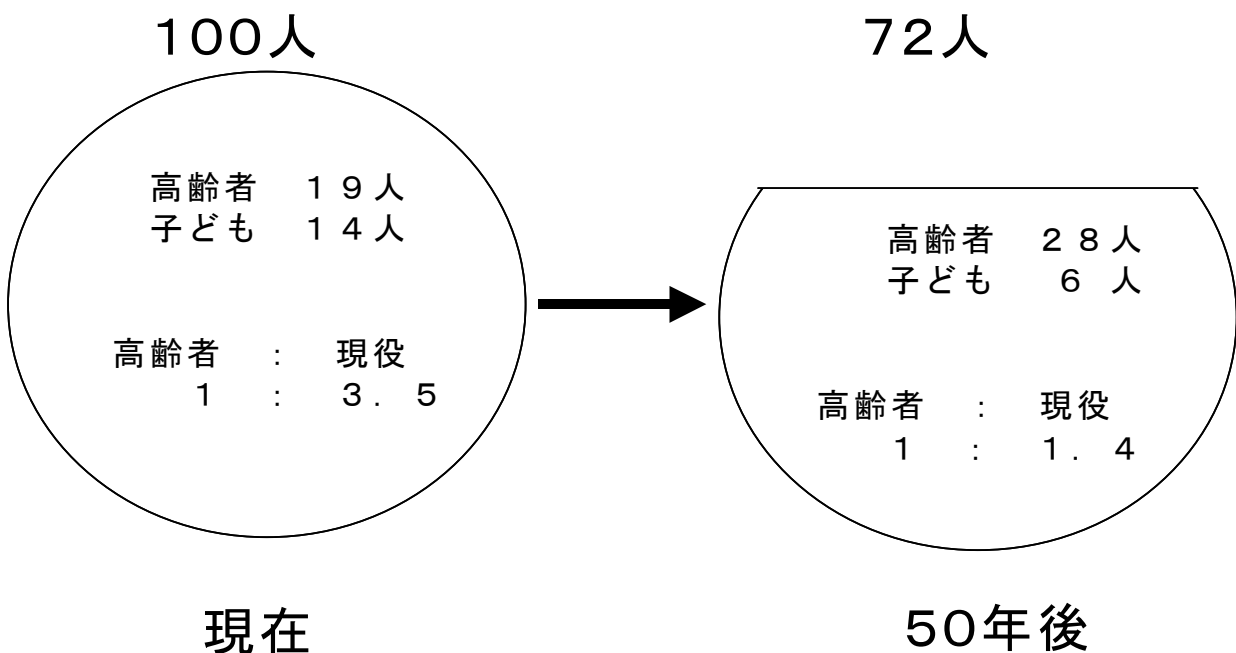 100人
高齢者 19人
子ども 14人
高齢者 : 現役
1 : 3.5
現在
72人
高齢者 28人
子ども 6人
高齢者 : 現役
1 : 1.4
50年後